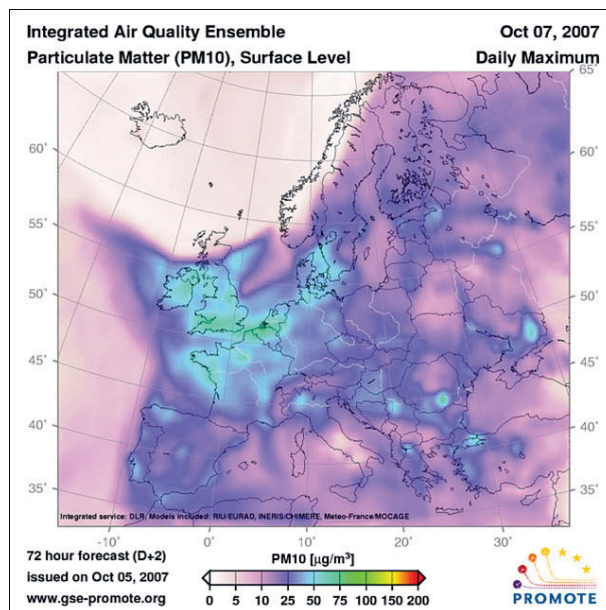 Integrated Air Quality Ensemble
Oct 07, 2007
Particulate Matter (PM10), Surface Level
Daily Maximum
65°
60°
60°
55°
55°
50°
50°
45°
45°
40°
40°
35°
35°
Integrated service: DLR; Models included: RIU/EURAD, INERIS/CHIMERE, Meteo-France/MOCAGE
-10° 0° 10° 20° 30°
72 hour forecast (D+2)
issued on Oct 05, 2007
www.gse-promote.org
PM10 [μg/m³]
0 5 10 25 50 75 100 150 200
PROMOTE